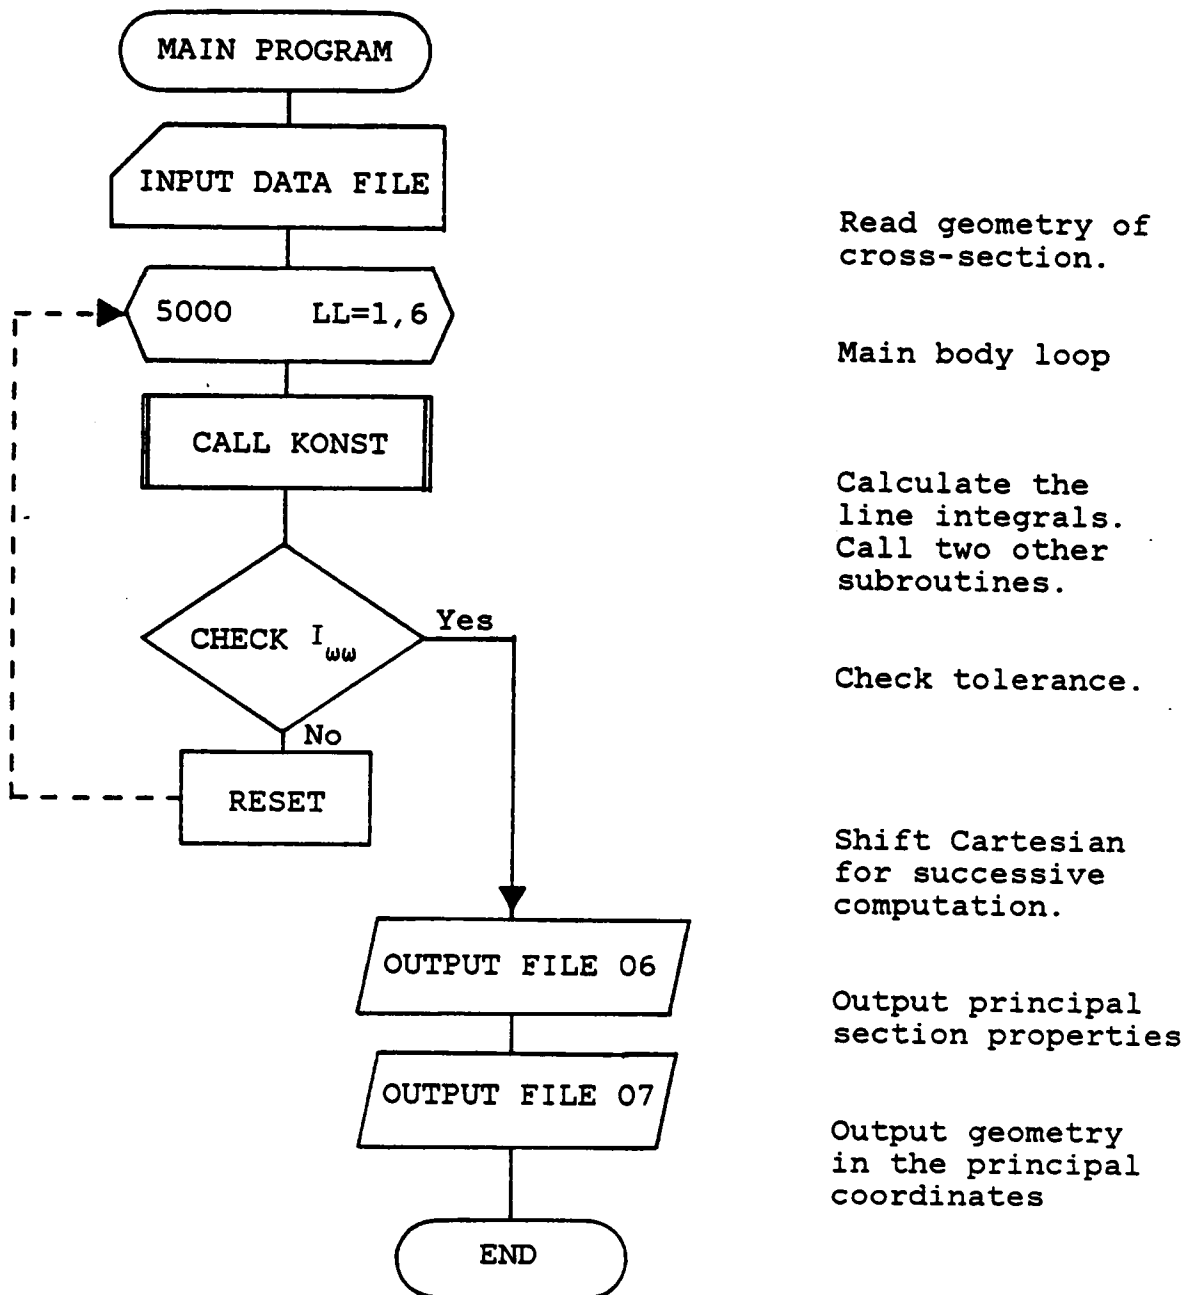 MAIN PROGRAM
INPUT DATA FILE
Read geometry of
cross-section.
5000 LL=1,6
Main body loop
CALL KONST
Calculate the
line integrals.
Call two other
subroutines.
Yes
CHECK I_ωω
Check tolerance.
No
RESET
Shift Cartesian
for successive
computation.
OUTPUT FILE 06
Output principal
section properties
OUTPUT FILE 07
Output geometry
in the principal
coordinates
END